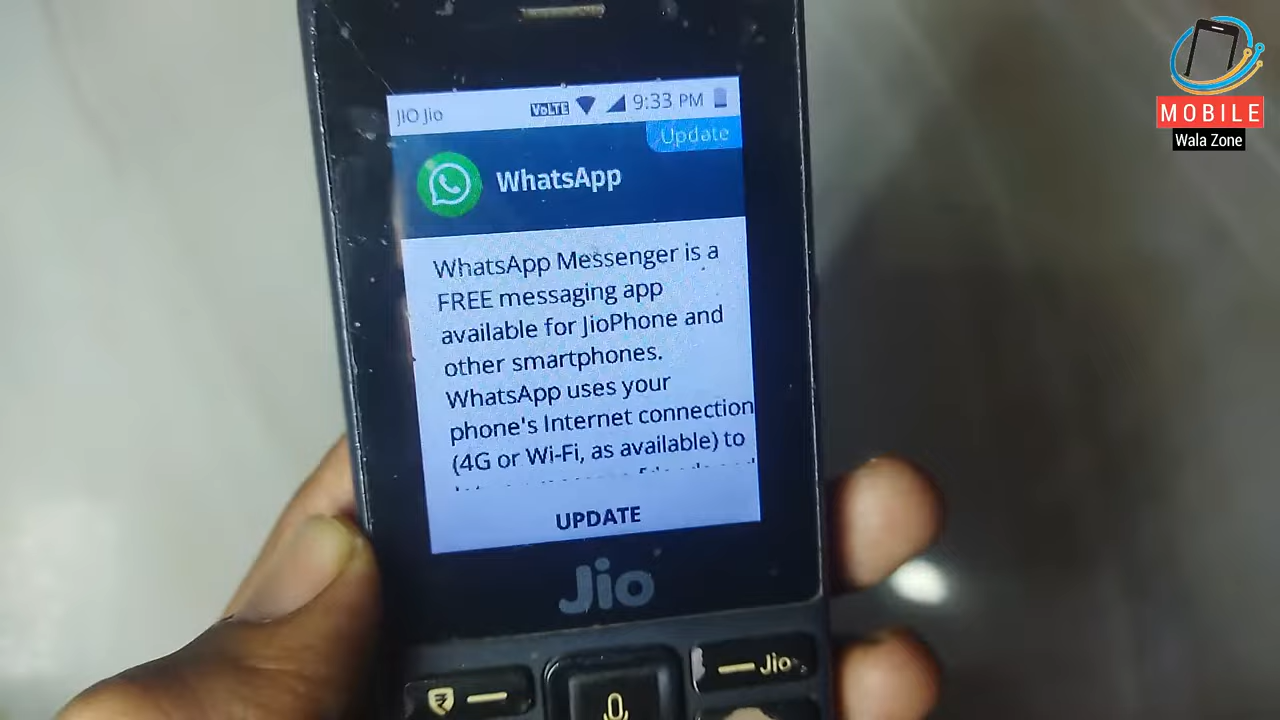 JIO Jio VoLTE 9:33 PM
Update
WhatsApp
WhatsApp Messenger is a
FREE messaging app
available for JioPhone and
other smartphones.
WhatsApp uses your
phone's Internet connection
(4G or Wi-Fi, as available) to
UPDATE
Jio
Jio
MOBILE
Wala Zone